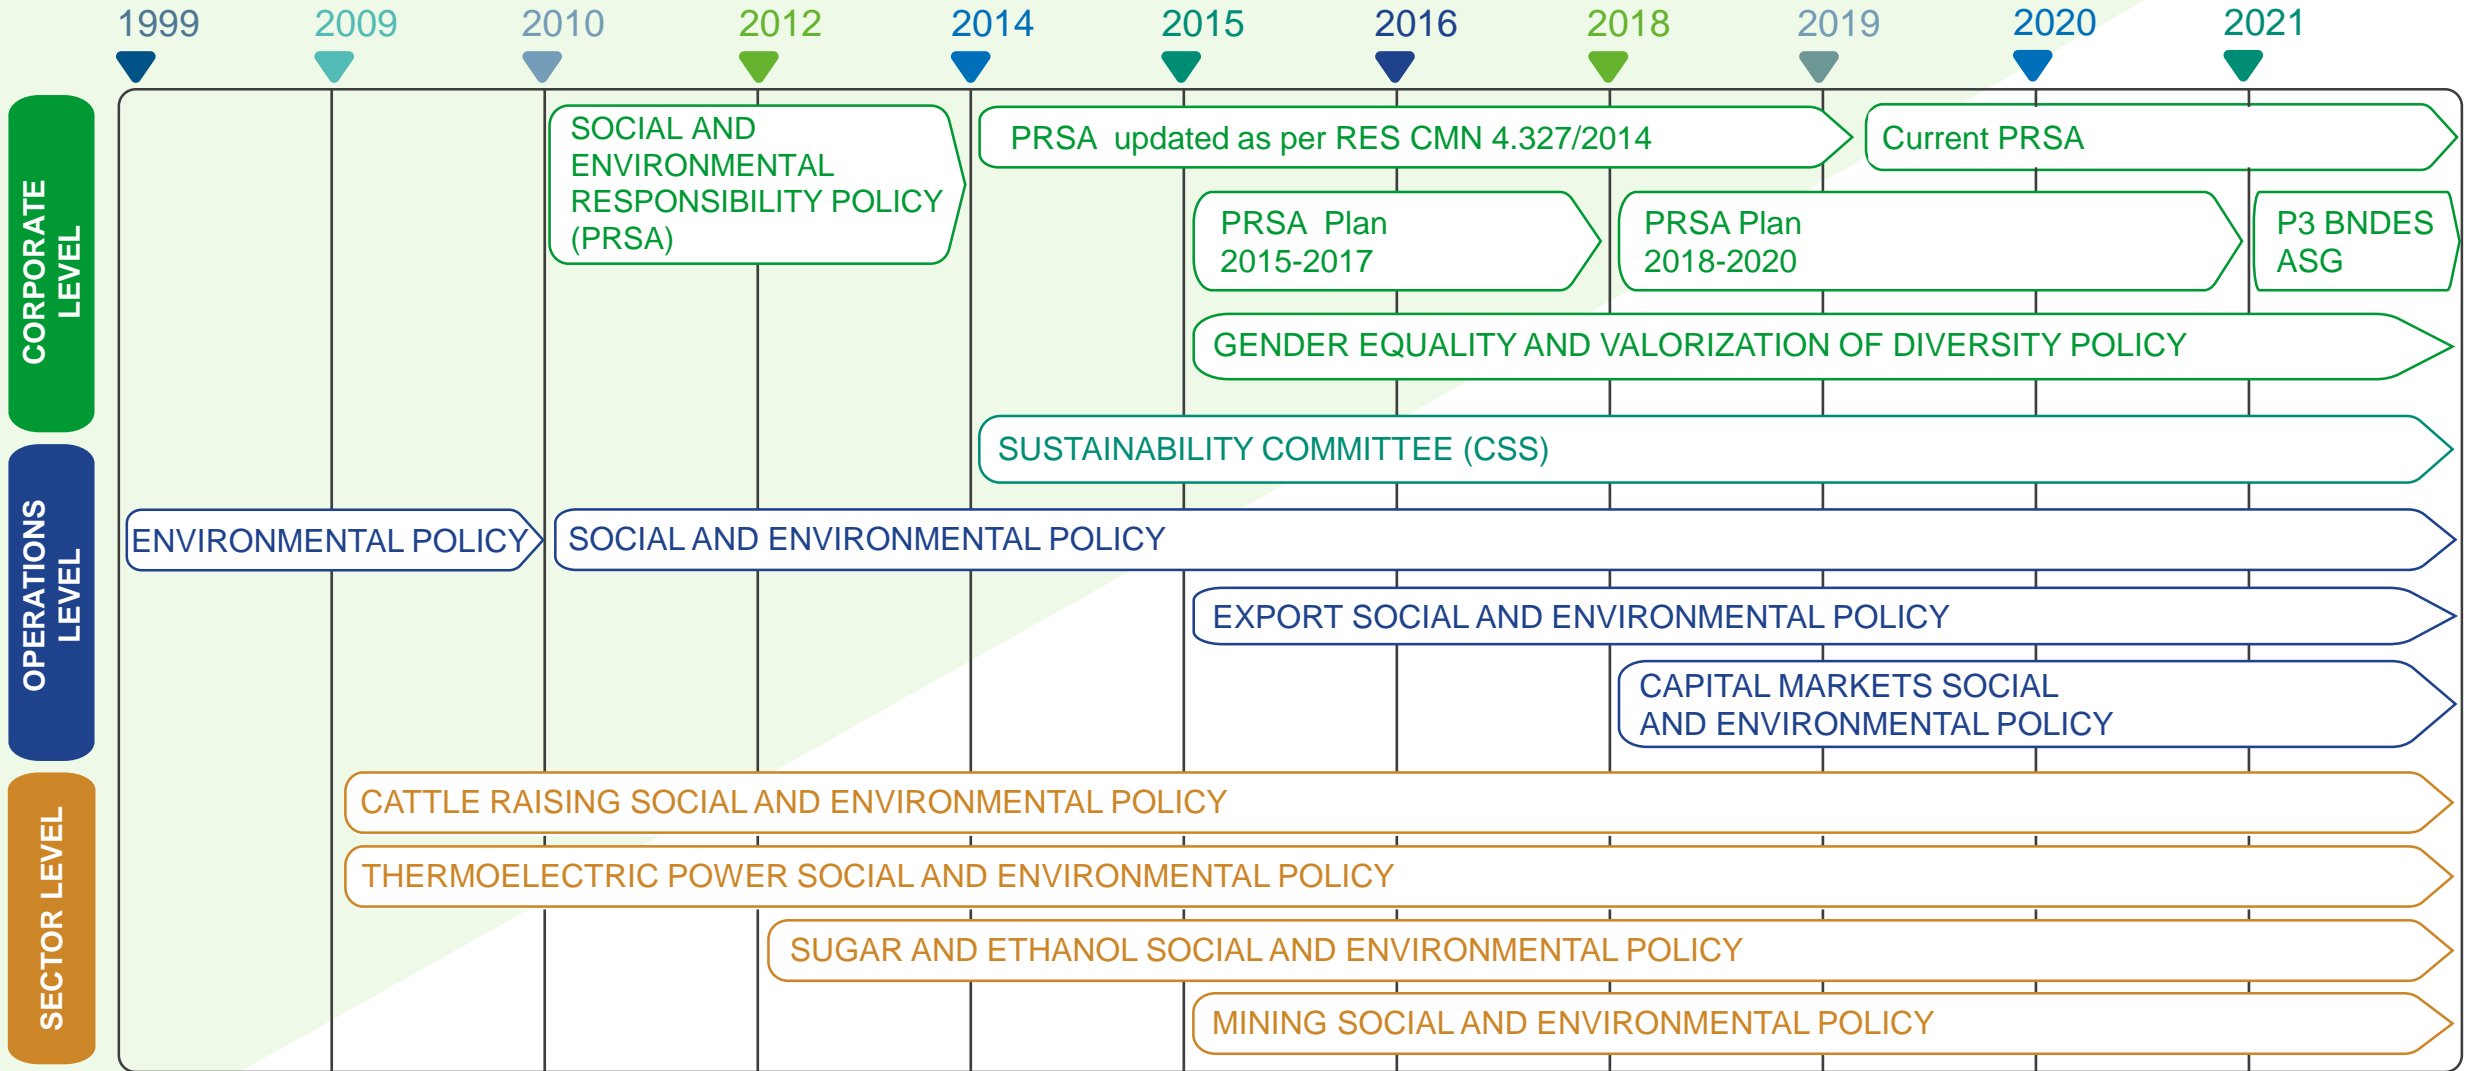 1999 2009 2010 2012 2014 2015 2016 2018 2019 2020 2021
CORPORATE
LEVEL
SOCIAL AND
ENVIRONMENTAL
RESPONSIBILITY POLICY
(PRSA)
PRSA updated as per RES CMN 4.327/2014
Current PRSA
PRSA Plan
2015-2017
PRSA Plan
2018-2020
P3 BNDES
ASG
GENDER EQUALITY AND VALORIZATION OF DIVERSITY POLICY
SUSTAINABILITY COMMITTEE (CSS)
OPERATIONS
LEVEL
ENVIRONMENTAL POLICY
SOCIAL AND ENVIRONMENTAL POLICY
EXPORT SOCIAL AND ENVIRONMENTAL POLICY
CAPITAL MARKETS SOCIAL
AND ENVIRONMENTAL POLICY
SECTOR LEVEL
CATTLE RAISING SOCIAL AND ENVIRONMENTAL POLICY
THERMOELECTRIC POWER SOCIAL AND ENVIRONMENTAL POLICY
SUGAR AND ETHANOL SOCIAL AND ENVIRONMENTAL POLICY
MINING SOCIAL AND ENVIRONMENTAL POLICY